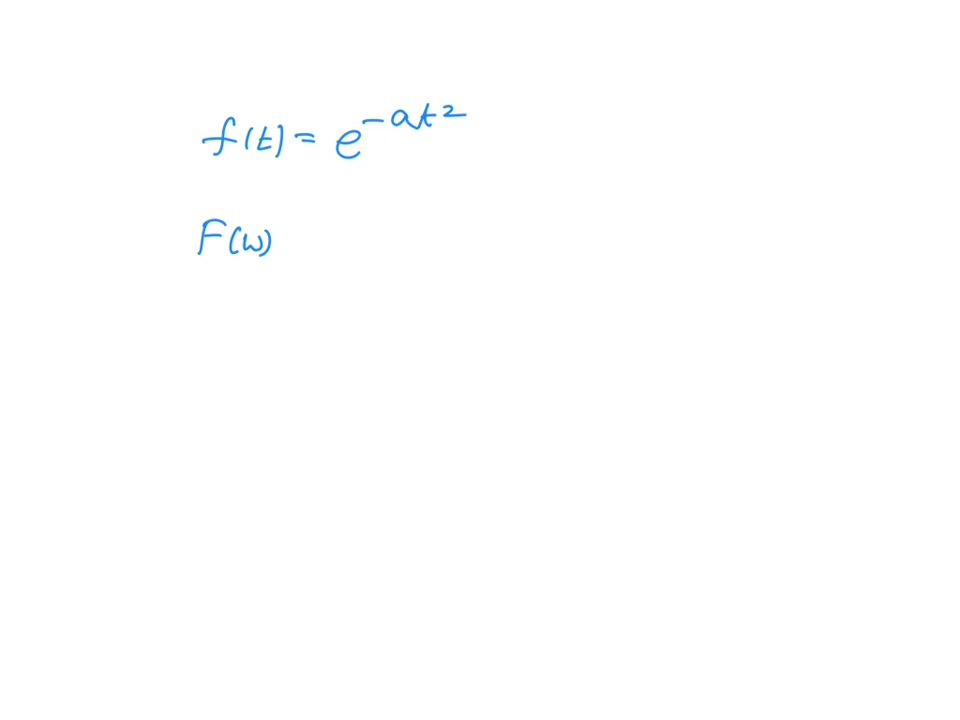 f(t) = e^{-at^2}
F(w)